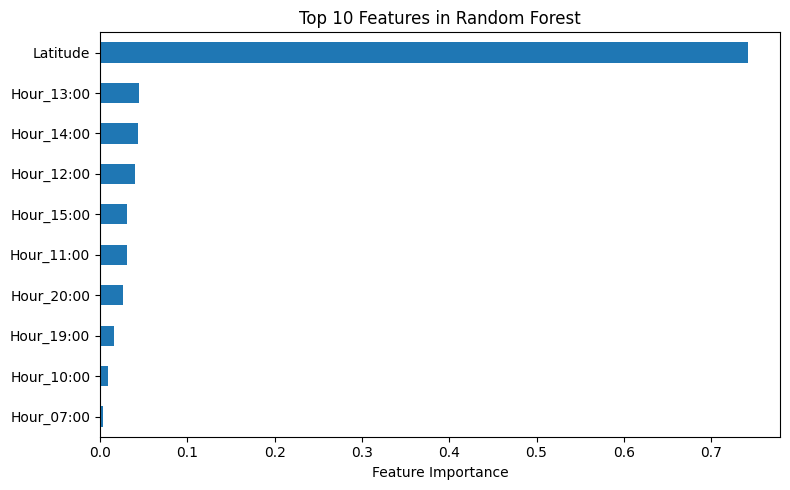 Top 10 Features in Random Forest
Latitude
Hour_13:00
Hour_14:00
Hour_12:00
Hour_15:00
Hour_11:00
Hour_20:00
Hour_19:00
Hour_10:00
Hour_07:00
0.0 0.1 0.2 0.3 0.4 0.5 0.6 0.7
Feature Importance